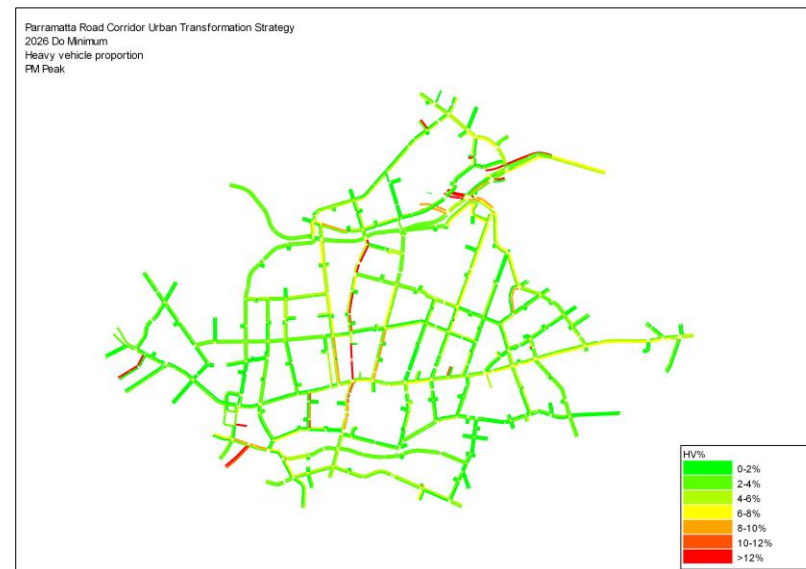 Parramatta Road Corridor Urban Transformation Strategy
2026 Do Minimum
Heavy vehicle proportion
PM Peak
HV%
0-2%
2-4%
4-6%
6-8%
8-10%
10-12%
>12%